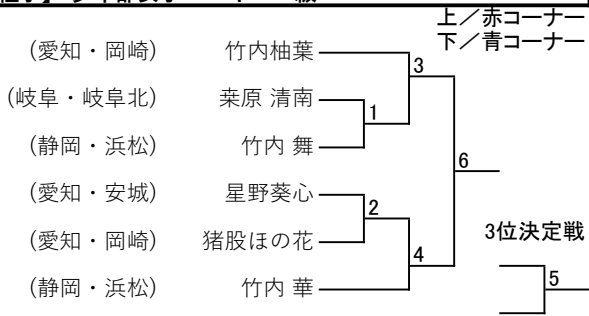 上／赤コーナー
下／青コーナー
(愛知・岡崎) 竹内柚葉
3
(岐阜・岐阜北) 桒原 清南
1
(静岡・浜松) 竹内 舞
6
(愛知・安城) 星野葵心
2
(愛知・岡崎) 猪股ほの花
3位決定戦
4
(静岡・浜松) 竹内 華
5